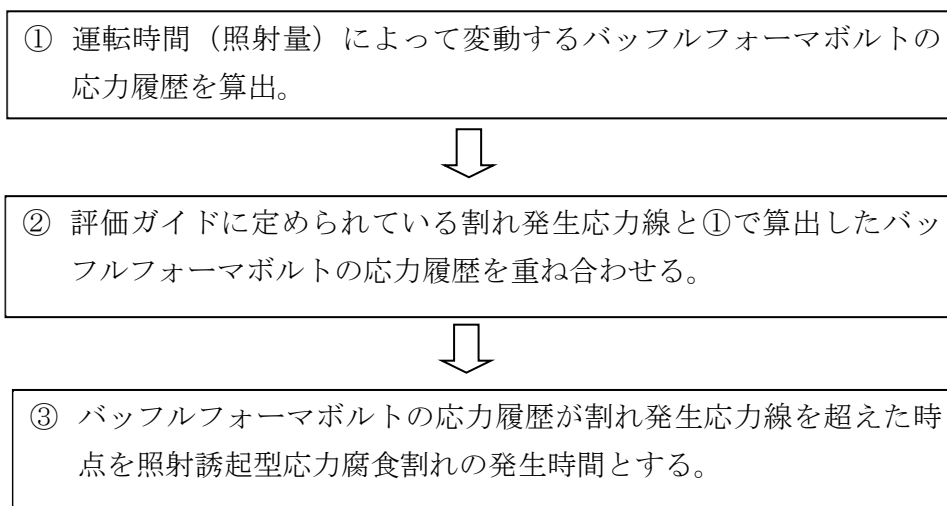 ① 運転時間（照射量）によって変動するバッフルフォーマボルトの
応力履歴を算出。
② 評価ガイドに定められている割れ発生応力線と①で算出したバッ
フルフォーマボルトの応力履歴を重ね合わせる。
③ バッフルフォーマボルトの応力履歴が割れ発生応力線を超えた時
点を照射誘起型応力腐食割れの発生時間とする。